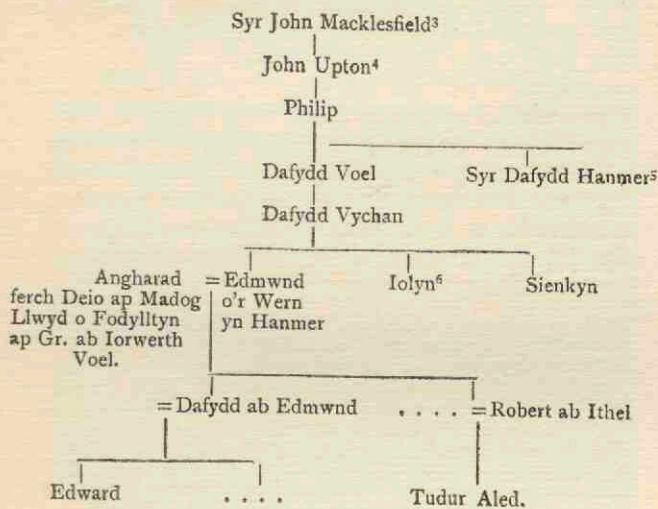 Syr John Macklesfield³
John Upton⁴
Philip
Dafydd Voel
Syr Dafydd Hanmer⁵
Dafydd Vychan
Angharad
ferch Deio ap Madog
Llwyd o Fodylltyn
ap Gr. ab Iorwerth
Voel.
= Edmwnd
o'r Wern
yn Hanmer
Iolyn⁶
Sienkyn
= Dafydd ab Edmwnd
. . . . = Robert ab Ithel
Edward
. . . .
Tudur Aled.